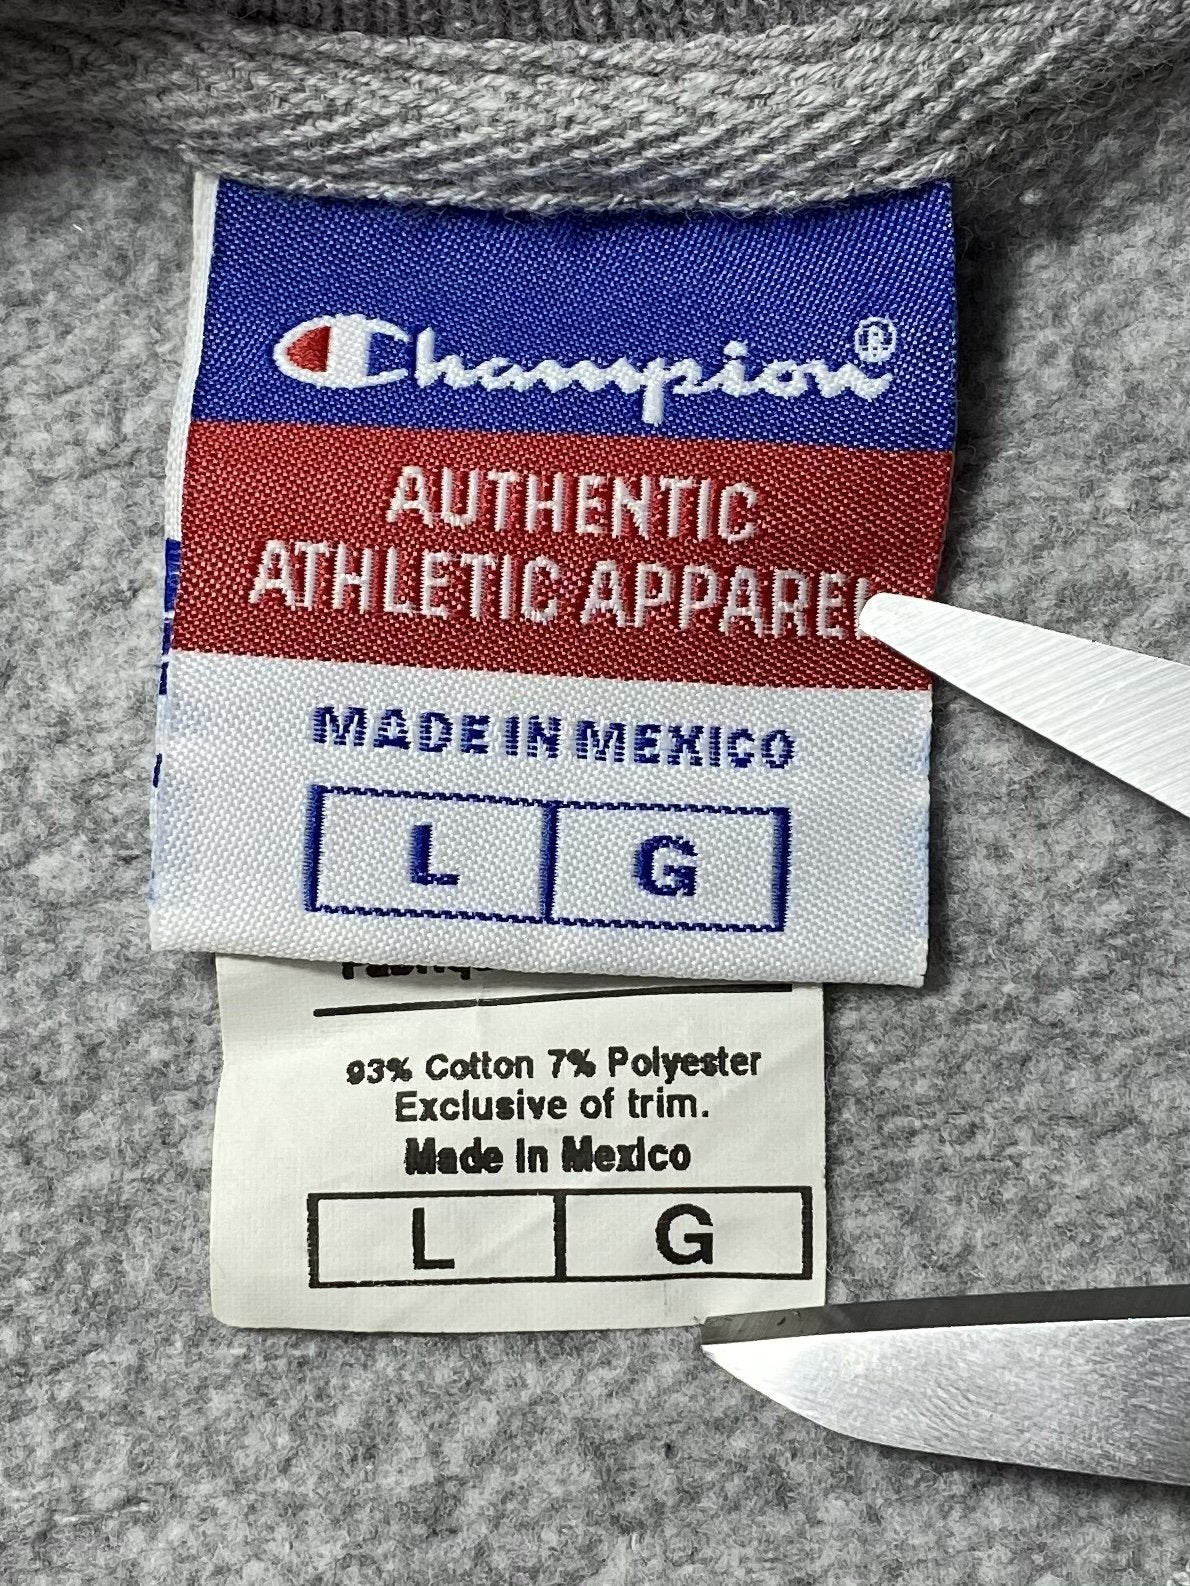 Champion®
AUTHENTIC
ATHLETIC APPAREL
MADE IN MEXICO
L G
93% Cotton 7% Polyester
Exclusive of trim.
Made In Mexico
L G